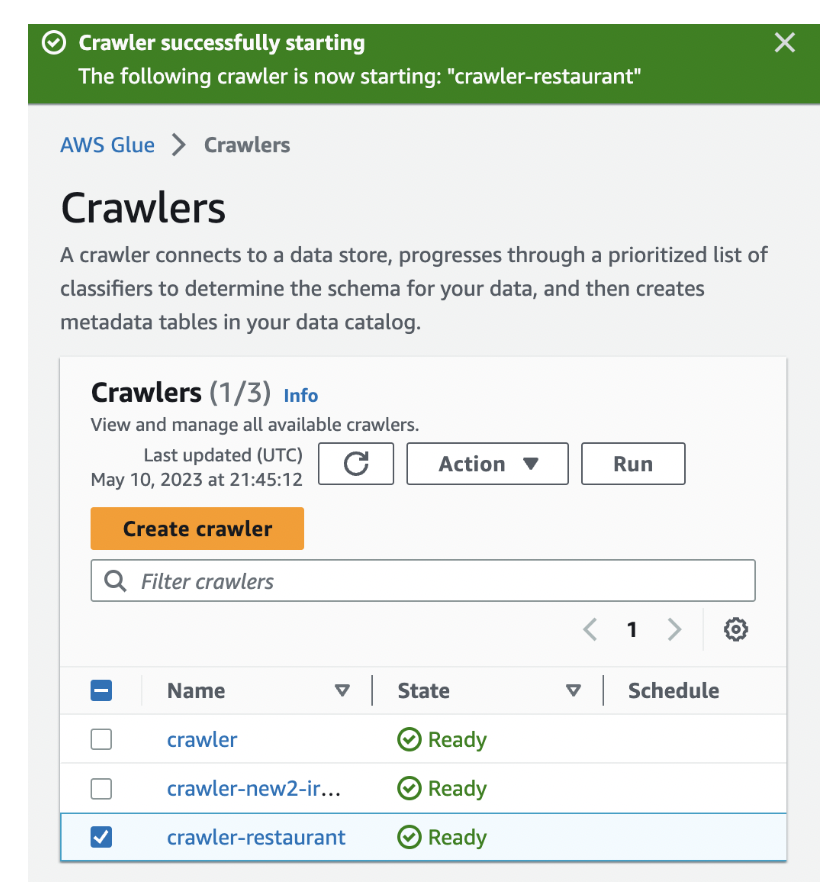 Crawler successfully starting
The following crawler is now starting: "crawler-restaurant"
AWS Glue Crawlers
Crawlers
A crawler connects to a data store, progresses through a prioritized list of
classifiers to determine the schema for your data, and then creates
metadata tables in your data catalog.
Crawlers (1/3) Info
View and manage all available crawlers.
Last updated (UTC)
May 10, 2023 at 21:45:12
Action
Run
Create crawler
Filter crawlers
1
Name State Schedule
crawler Ready
crawler-new2-ir... Ready
crawler-restaurant Ready